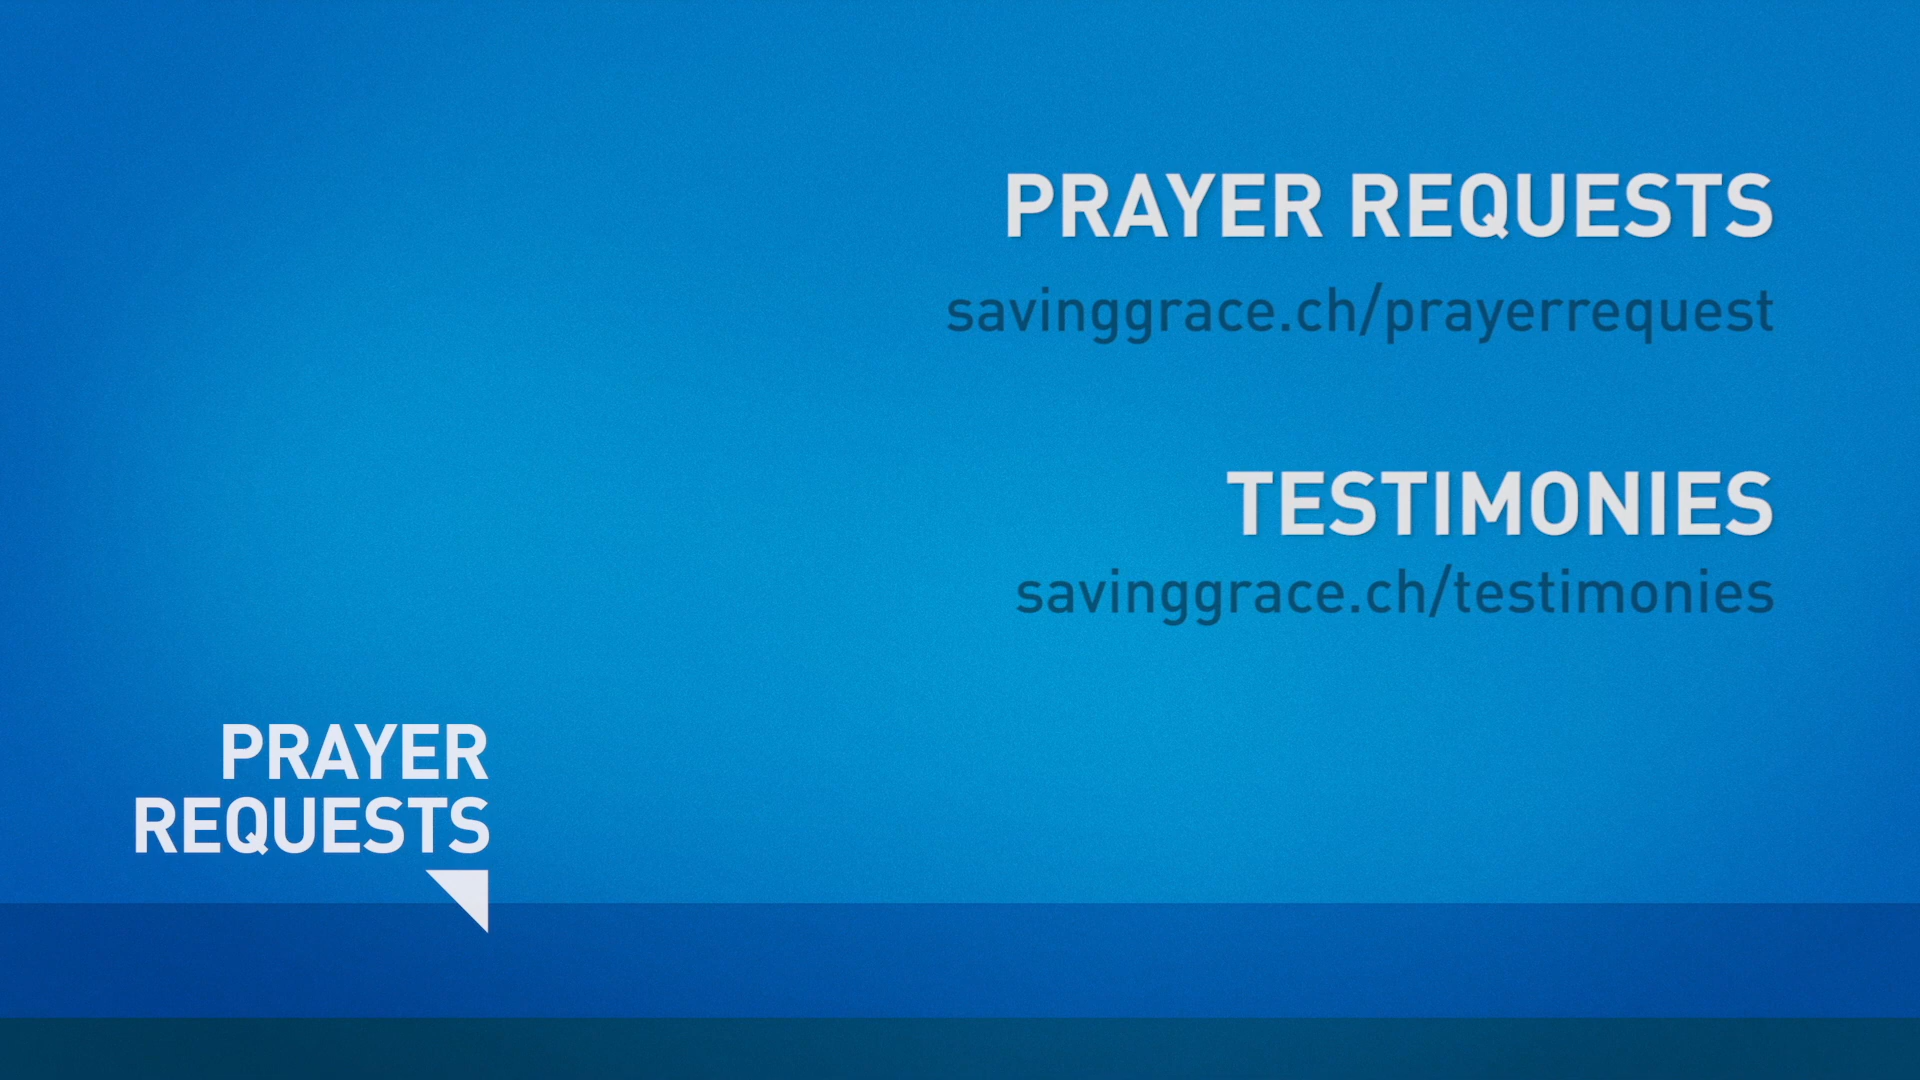 PRAYER REQUESTS
savinggrace.ch/prayerrequest
TESTIMONIES
savinggrace.ch/testimonies
PRAYER
REQUESTS